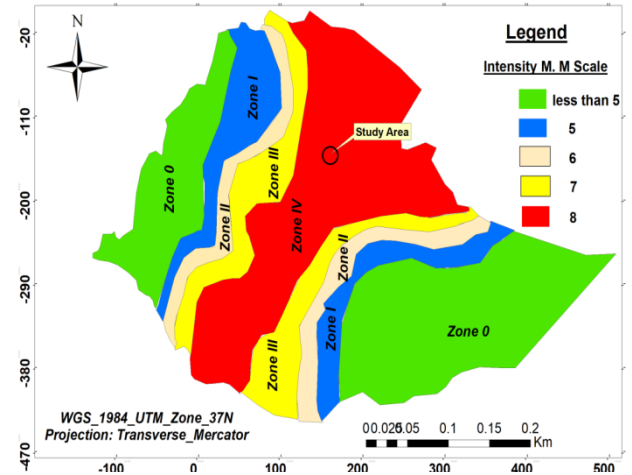 N
Legend
Intensity M. M Scale
less than 5
5
6
7
8
Study Area
Zone 0
Zone I
Zone II
Zone III
Zone IV
Zone II
Zone I
Zone III
Zone 0
WGS_1984_UTM_Zone_37N
Projection: Transverse_Mercator
0.05 0.1 0.15 0.2
Km
-20
-110
-200
-290
-380
-470
-100 0 100 200 300 400 500